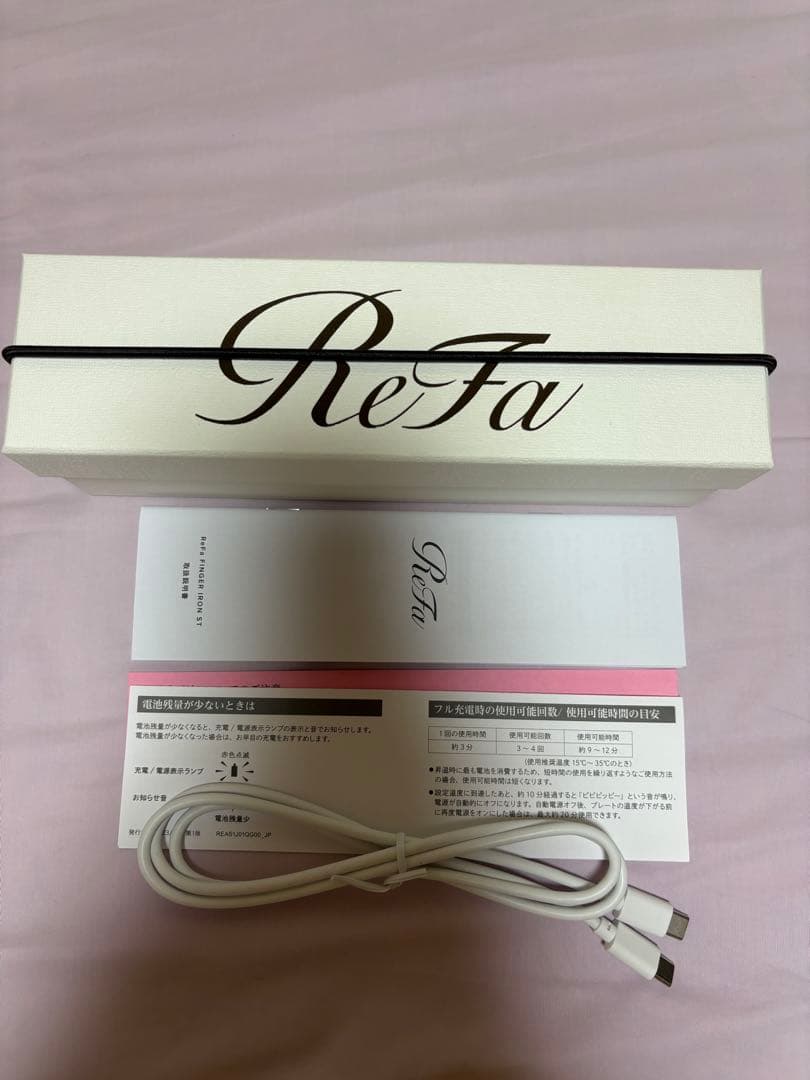 ReFa
ReFa FINGER IRON ST
取扱説明書
ReFa
電池残量が少ないときは
電池残量が少なくなると、充電 / 電源表示ランプの表示と音でお知らせします。
電池残量が少なくなった場合は、お早目の充電をおすすめします。
赤色点滅
充電 / 電源表示ランプ
お知らせ音
電池残量少
発行
第1版
REAS1J01QG00_JP
フル充電時の使用可能回数/ 使用可能時間の目安
1回の使用時間 使用可能回数 使用可能時間
約3分 3～4回 約9～12分
(使用推奨温度 15℃～35℃のとき)
●昇温時に最も電池を消費するため、短時間の使用を繰り返すようなご使用方法
の場合、使用可能時間は短くなります。
●設定温度に到達したあと、約10分経過すると「ピピピッピー」という音が鳴り、
電源が自動的にオフになります。自動電源オフ後、プレートの温度が下がる前
に再度電源をオンにした場合は、最大約20分使用できます。